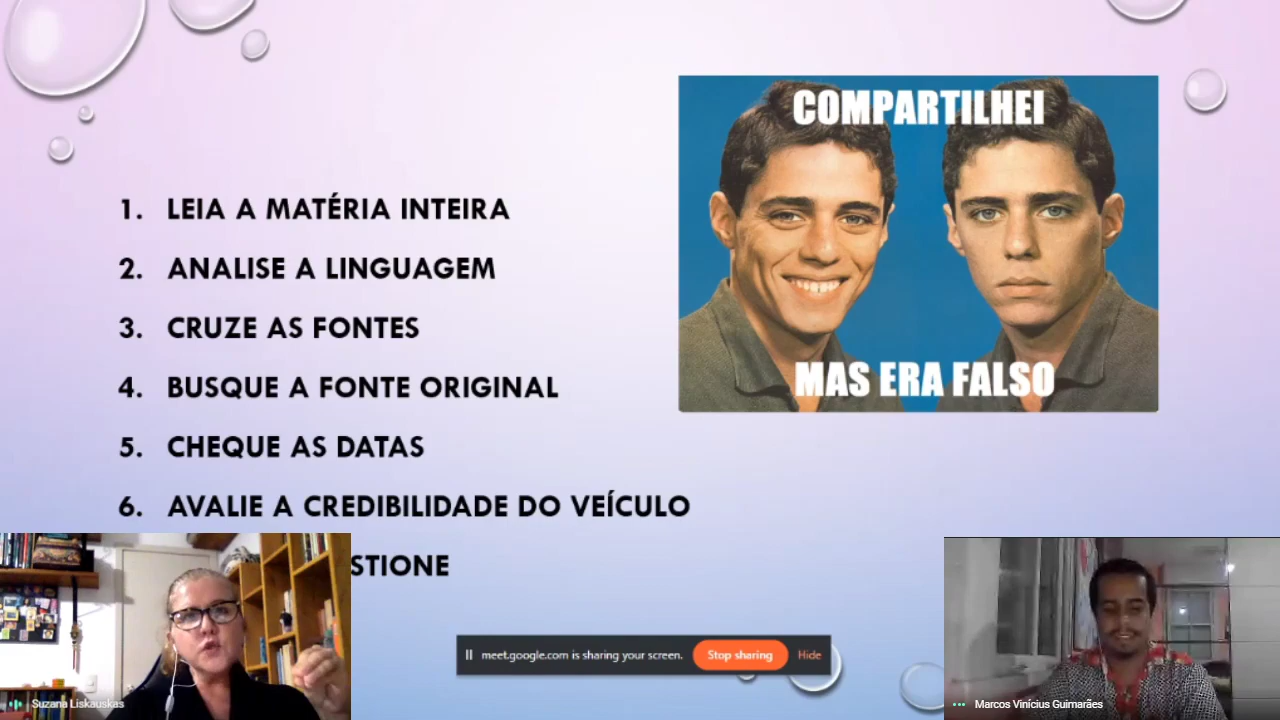 COMPARTILHEI
MAS ERA FALSO
1. LEIA A MATÉRIA INTEIRA
2. ANALISE A LINGUAGEM
3. CRUZE AS FONTES
4. BUSQUE A FONTE ORIGINAL
5. CHEQUE AS DATAS
6. AVALIE A CREDIBILIDADE DO VEÍCULO
STIONE
meet.google.com is sharing your screen. Stop sharing Hide
Suzana Liskauskas
Marcos Vinícius Guimarães